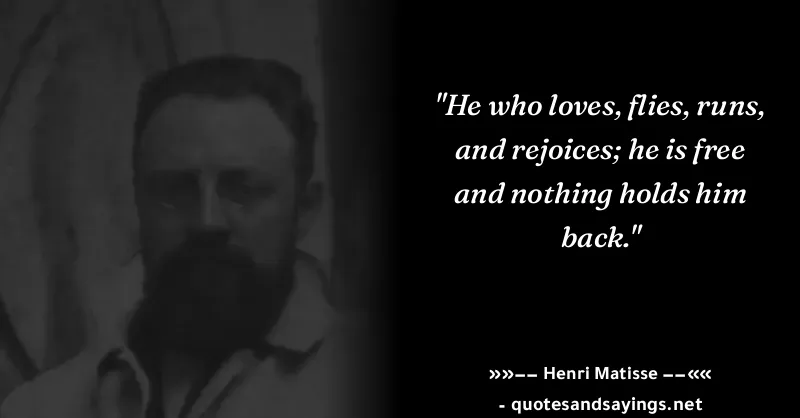 "He who loves, flies, runs,
and rejoices; he is free
and nothing holds him
back."
»»–– Henri Matisse ––««
- quotesandsayings.net